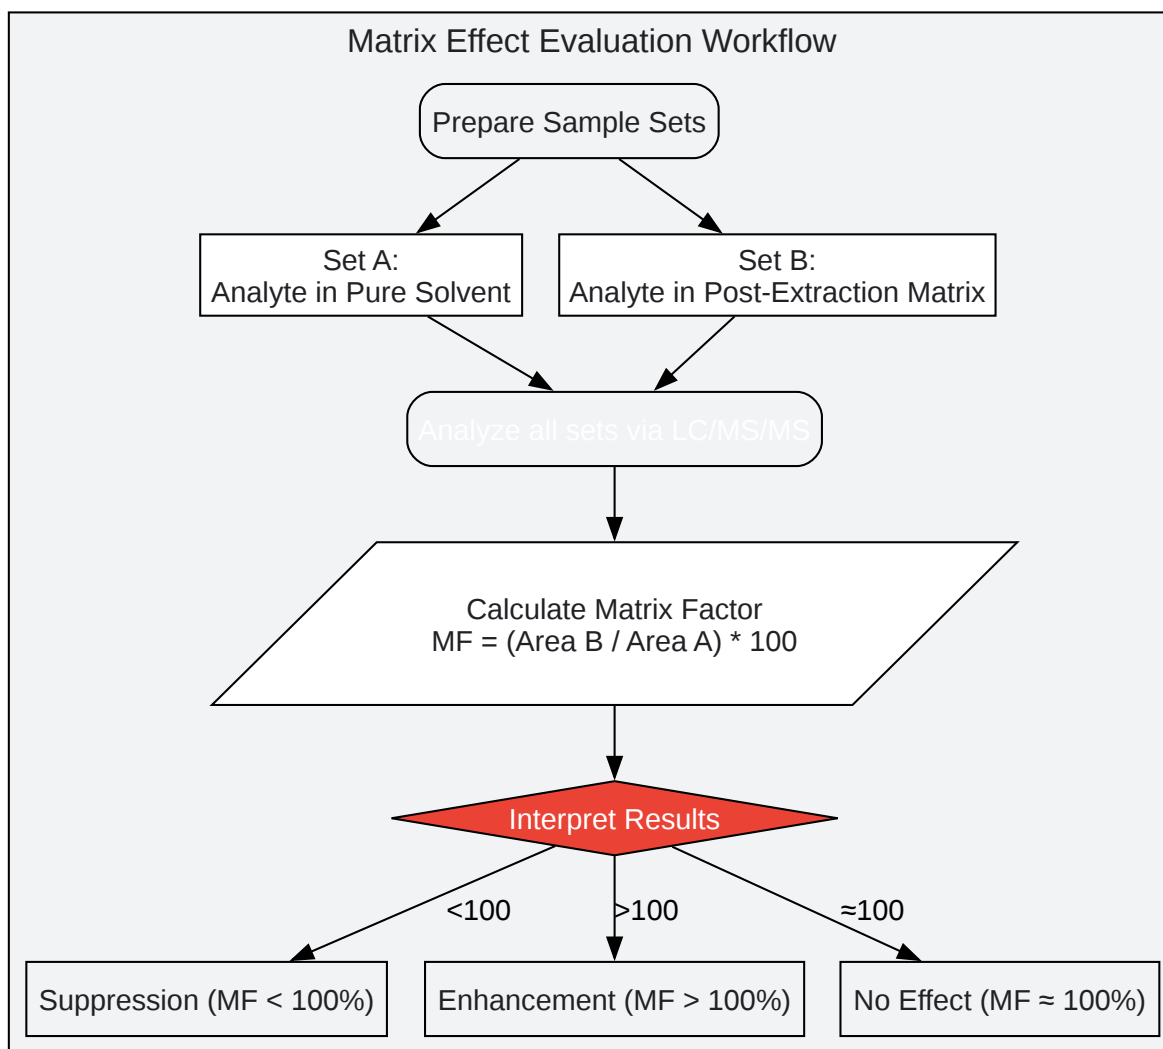 Matrix Effect Evaluation Workflow
Prepare Sample Sets
Set A:
Analyte in Pure Solvent
Set B:
Analyte in Post-Extraction Matrix
Analyze all sets via LC/MS/MS
Calculate Matrix Factor
MF = (Area B / Area A) * 100
Interpret Results
<100
>100
≈100
Suppression (MF < 100%)
Enhancement (MF > 100%)
No Effect (MF ≈ 100%)